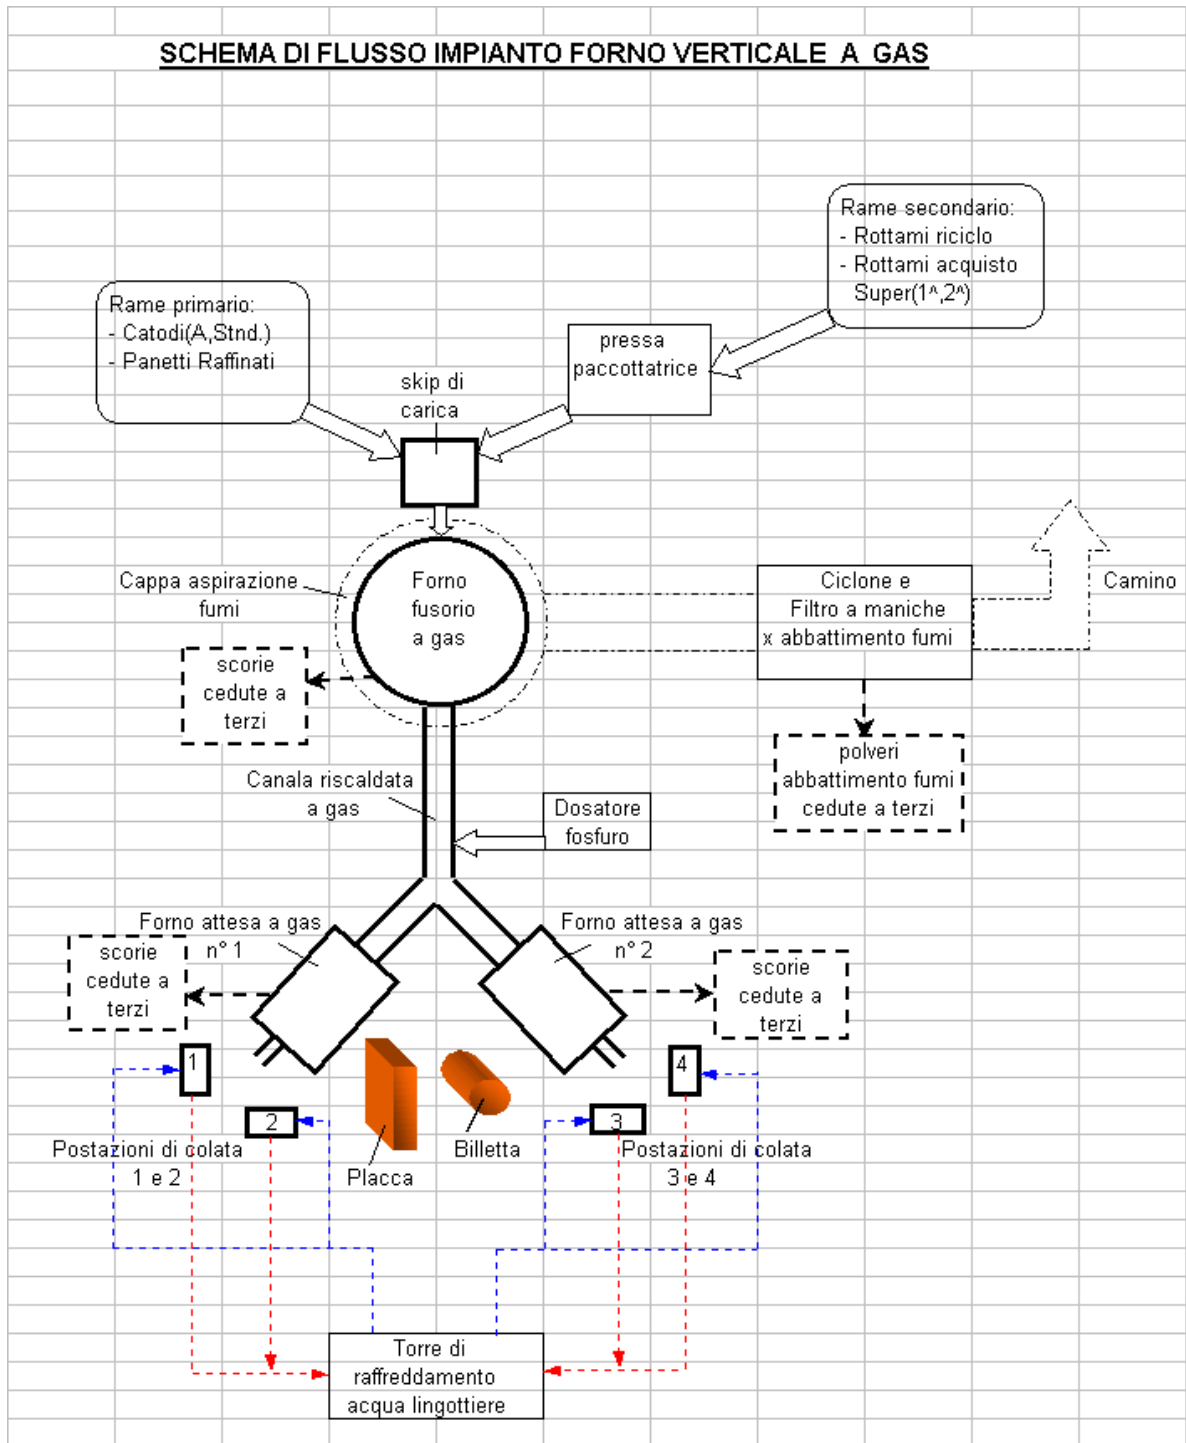 SCHEMA DI FLUSSO IMPIANTO FORNO VERTICALE A GAS
Rame secondario:
- Rottami riciclo
- Rottami acquisto
Super(1^,2^)
Rame primario:
- Catodi(A,Stnd.)
- Panetti Raffinati
pressa
paccottatrice
skip di
carica
Cappa aspirazione
fumi
Forno
fusorio
a gas
Ciclone e
Filtro a maniche
x abbattimento fumi
Camino
scorie
cedute a
terzi
polveri
abbattimento fumi
cedute a terzi
Canala riscaldata
a gas
Dosatore
fosfuro
Forno attesa a gas
n° 1
Forno attesa a gas
n° 2
scorie
cedute a
terzi
scorie
cedute a
terzi
1
2
3
4
Postazioni di colata
1 e 2
Placca
Billetta
Postazioni di colata
3 e 4
Torre di
raffreddamento
acqua lingottiere